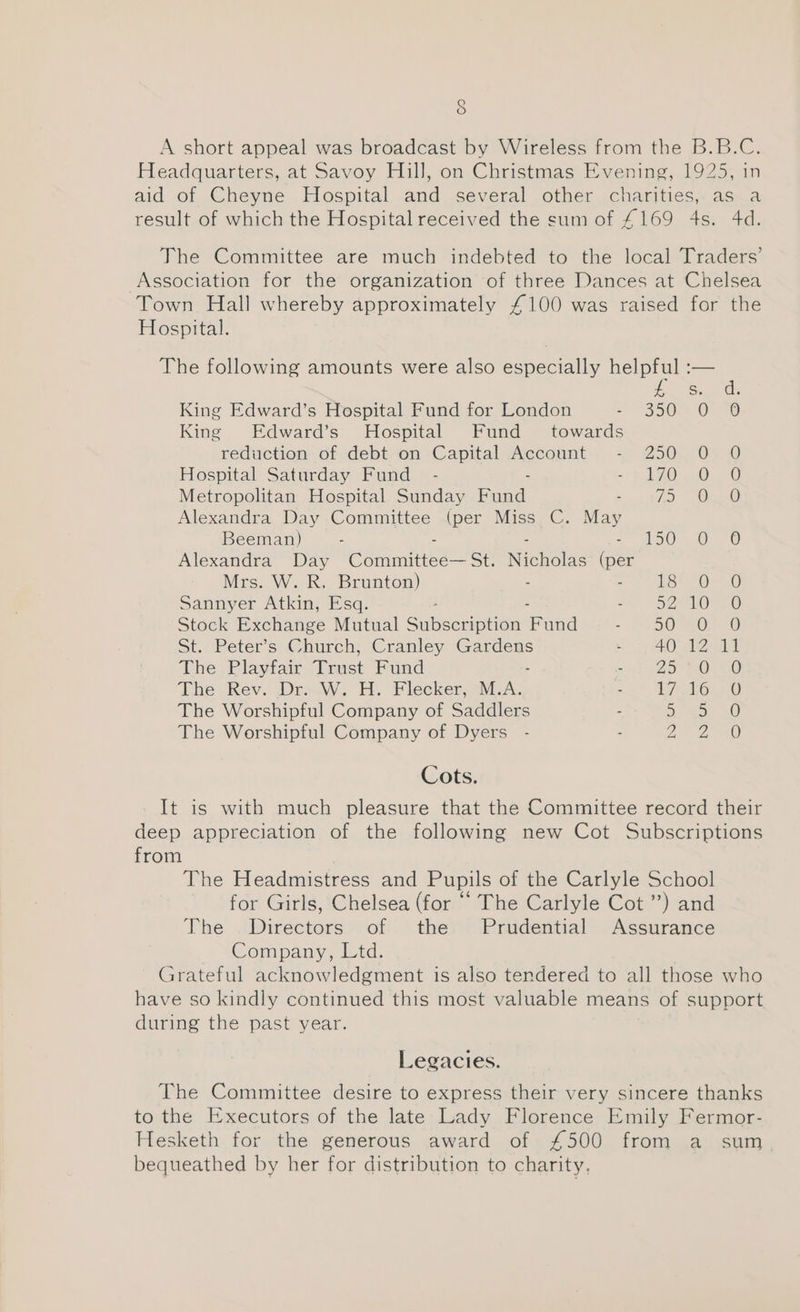 8
A short appeal was broadcast by Wireless from the B.B.C.
Headquarters, at Savoy Hill, on Christmas Evening, 1925, in
aid of Cheyne Hospital and several other charities, as a
result of which the Hospital received the sum of £169 4s. 4d.
The Committee are much indebted to the local Traders'
Association for the organization of three Dances at Chelsea
Town Hall whereby approximately £100 was raised for the
Hospital.
The following amounts were also especially helpful :—
£ s. d.
King Edward's Hospital Fund for London - 350 0 0
King Edward's Hospital Fund towards
reduction of debt on Capital Account - 250 0 0
Hospital Saturday Fund - - - 170 0 0
Metropolitan Hospital Sunday Fund - 75 0 0
Alexandra Day Committee (per Miss C. May
Beeman) - - - - 150 0 0
Alexandra Day Committee—St. Nicholas (per
Mrs. W. R. Brunton) - - 18 0 0
Sannyer Atkin, Esq. - - - 52 10 0
Stock Exchange Mutual Subscription Fund - 50 0 0
St. Peter's Church, Cranley Gardens - 40 12 11
The Playfair Trust Fund - - 25 0 0
The Rev. Dr. W. H. Flecker, M.A. - 17 16 0
The Worshipful Company of Saddlers - 5 5 0
The Worshipful Company of Dyers - - 2 2 0
Cots.
It is with much pleasure that the Committee record their
deep appreciation of the following new Cot Subscriptions
from
The Headmistress and Pupils of the Carlyle School
for Girls, Chelsea (for "The Carlyle Cot") and
The Directors of the Prudential Assurance
Company, Ltd.
Grateful acknowledgment is also tendered to all those who
have so kindly continued this most valuable means of support
during the past year.
Legacies.
The Committee desire to express their very sincere thanks
to the Executors of the late Lady Florence Emily Fermor-
Hesketh for the generous award of £500 from a sum
bequeathed by her for distribution to charity.